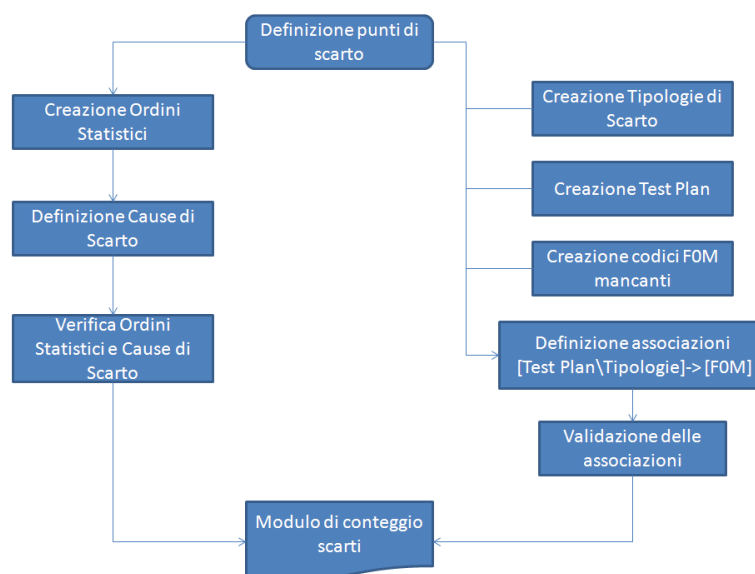 Definizione punti di
scarto
Creazione Ordini
Statistici
Definizione Cause di
Scarto
Verifica Ordini
Statistici e Cause di
Scarto
Creazione Tipologie di
Scarto
Creazione Test Plan
Creazione codici F0M
mancanti
Definizione associazioni
[Test Plan\Tipologie]-> [F0M]
Validazione delle
associazioni
Modulo di conteggio
scarti